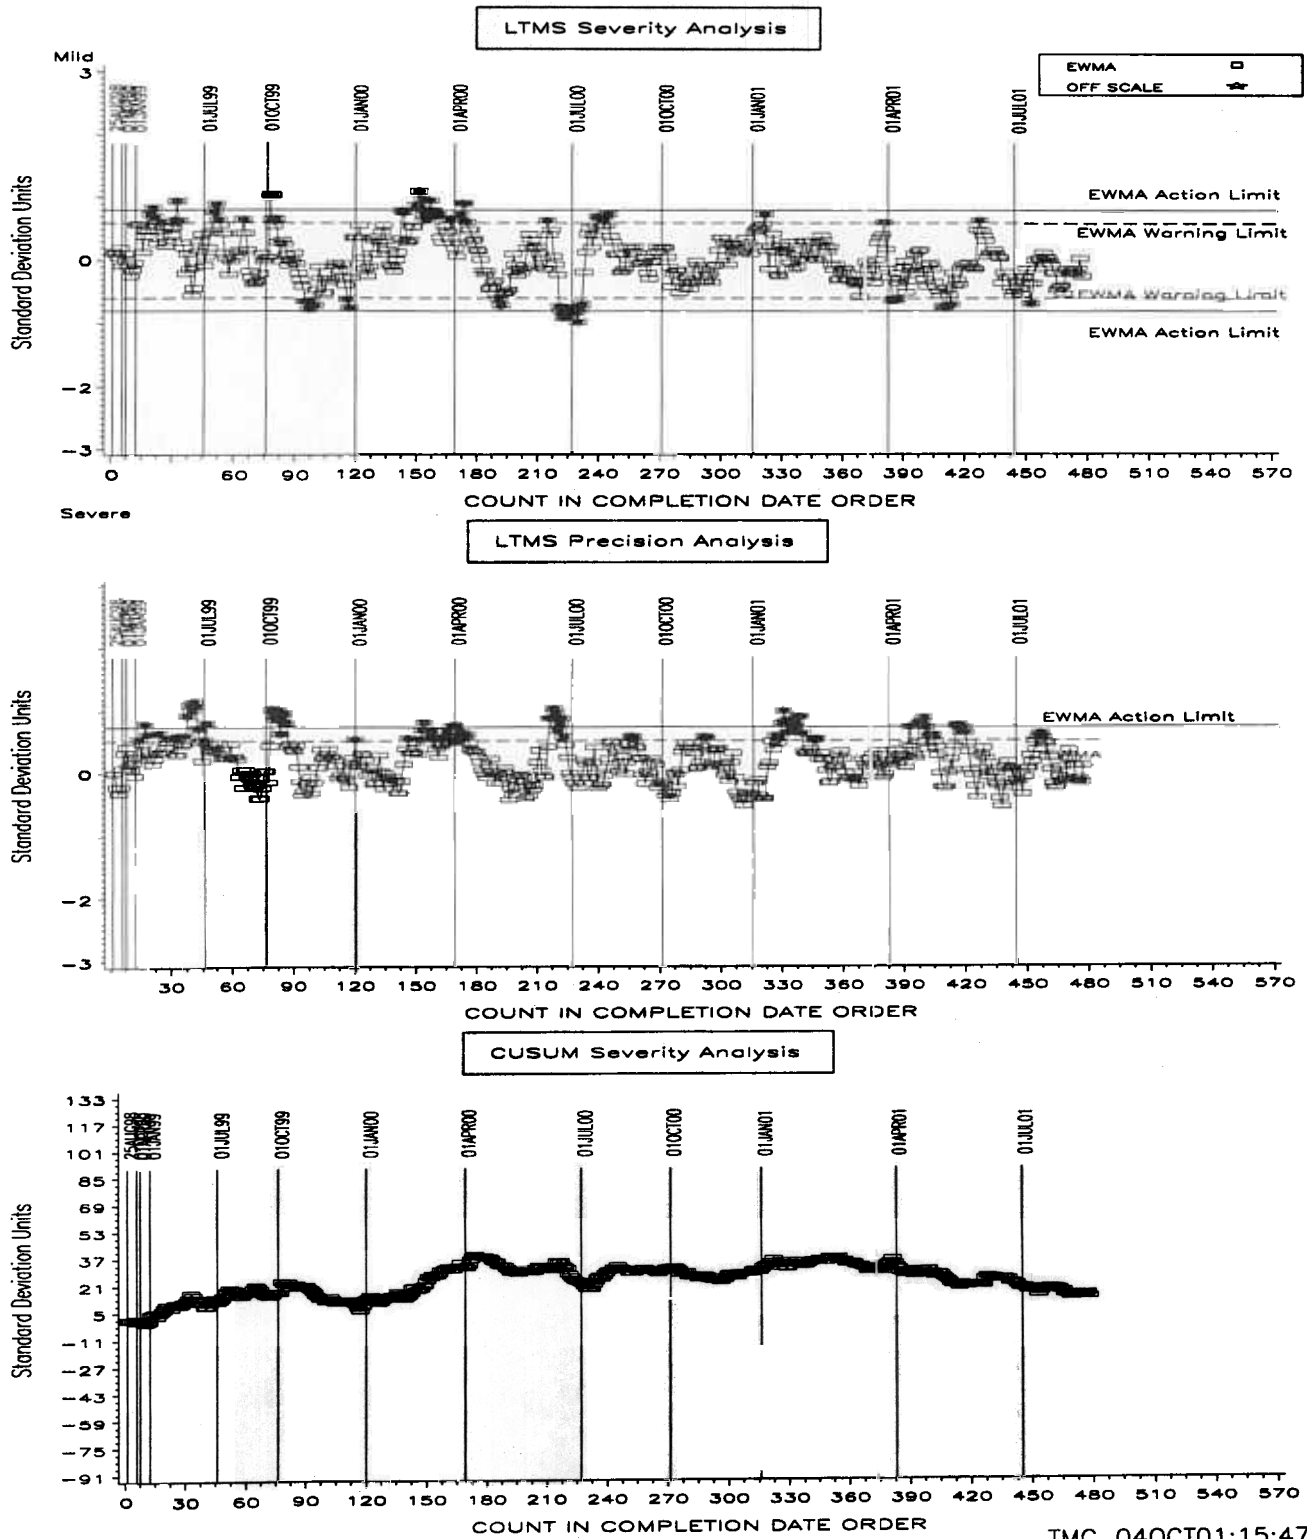 LTMS Severity Analysis
Mild
EWMA
OFF SCALE
3
0
-2
-3
Standard Deviation Units
01JAN99
01JUL99
01OCT99
01JAN00
01APR00
01JUL00
01OCT00
01JAN01
01APR01
01JUL01
EWMA Action Limit
EWMA Warning Limit
EWMA Warning Limit
EWMA Action Limit
0 30 60 90 120 150 180 210 240 270 300 330 360 390 420 450 480 510 540 570
COUNT IN COMPLETION DATE ORDER
Severe
LTMS Precision Analysis
0
-2
-3
Standard Deviation Units
01JAN99
01JUL99
01OCT99
01JAN00
01APR00
01JUL00
01OCT00
01JAN01
01APR01
01JUL01
EWMA Action Limit
30 60 90 120 150 180 210 240 270 300 330 360 390 420 450 480 510 540 570
COUNT IN COMPLETION DATE ORDER
CUSUM Severity Analysis
133
117
101
85
69
53
37
21
5
-11
-27
-43
-59
-75
-91
Standard Deviation Units
25AUG98
01JAN99
01JUL99
01OCT99
01JAN00
01APR00
01JUL00
01OCT00
01JAN01
01APR01
01JUL01
0 30 60 90 120 150 180 210 240 270 300 330 360 390 420 450 480 510 540 570
COUNT IN COMPLETION DATE ORDER
TMC 04OCT01:15:47